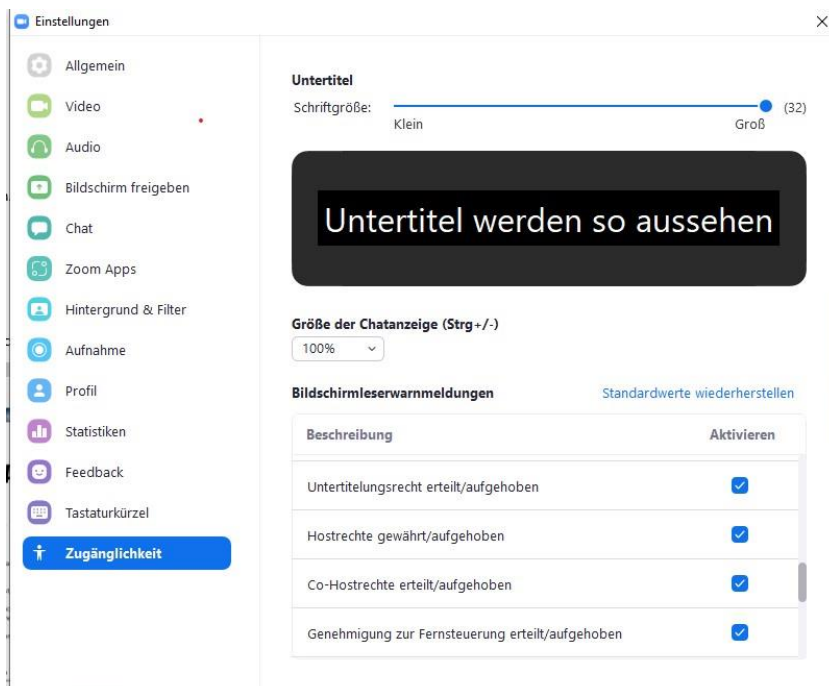 Einstellungen
Allgemein
Video
Audio
Bildschirm freigeben
Chat
Zoom Apps
Hintergrund & Filter
Aufnahme
Profil
Statistiken
Feedback
Tastaturkürzel
Zugänglichkeit
Untertitel
Schriftgröße: (32)
Klein Groß
Untertitel werden so aussehen
Größe der Chatanzeige (Strg+/-)
100%
Bildschirmleserwarnmeldungen Standardwerte wiederherstellen
Beschreibung Aktivieren
Untertitelungsrecht erteilt/aufgehoben
Hostrechte gewährt/aufgehoben
Co-Hostrechte erteilt/aufgehoben
Genehmigung zur Fernsteuerung erteilt/aufgehoben